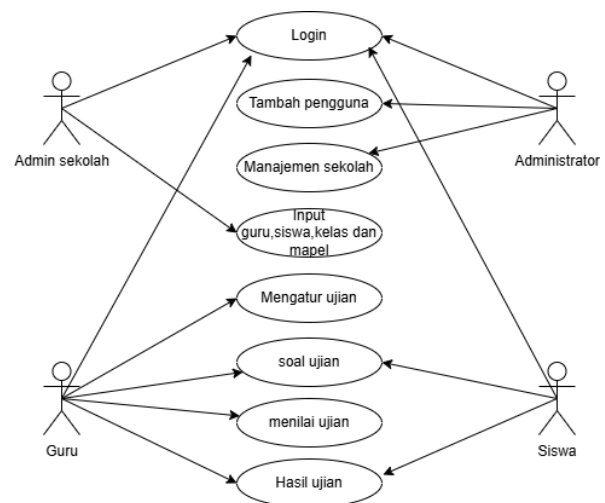 Login
Tambah pengguna
Admin sekolah
Administrator
Manajemen sekolah
Input
guru,siswa,kelas dan
mapel
Mengatur ujian
soal ujian
menilai ujian
Guru
Siswa
Hasil ujian